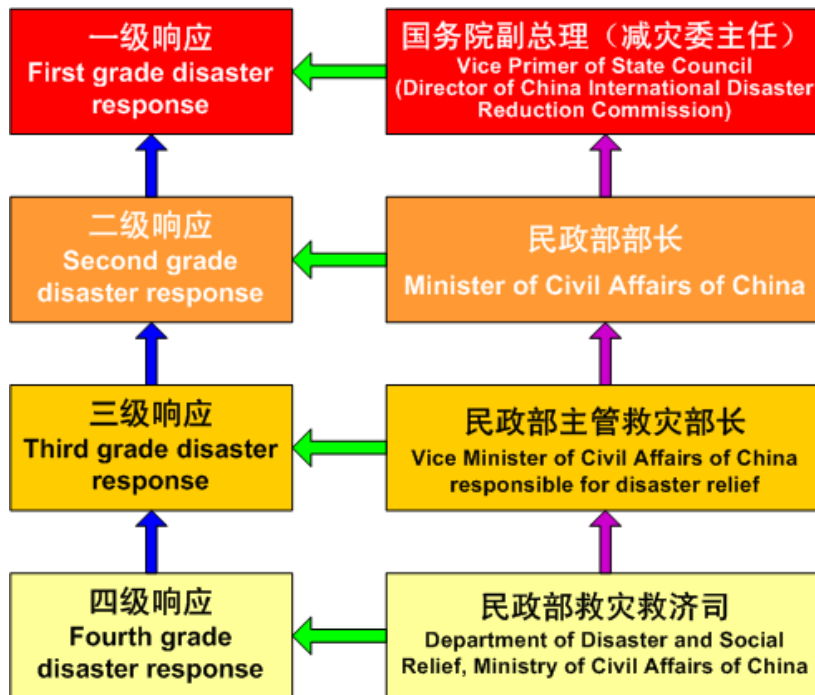 一级响应
First grade disaster
response
国务院副总理（减灾委主任）
Vice Primer of State Council
(Director of China International Disaster
Reduction Commission)
二级响应
Second grade
disaster response
民政部部长
Minister of Civil Affairs of China
三级响应
Third grade disaster
response
民政部主管救灾部长
Vice Minister of Civil Affairs of China
responsible for disaster relief
四级响应
Fourth grade
disaster response
民政部救灾救济司
Department of Disaster and Social
Relief, Ministry of Civil Affairs of China